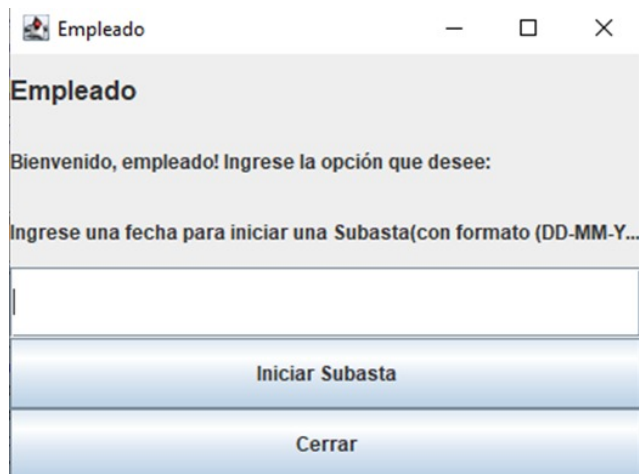 Empleado
Empleado
Bienvenido, empleado! Ingrese la opción que desee:
Ingrese una fecha para iniciar una Subasta(con formato (DD-MM-Y...
Iniciar Subasta
Cerrar